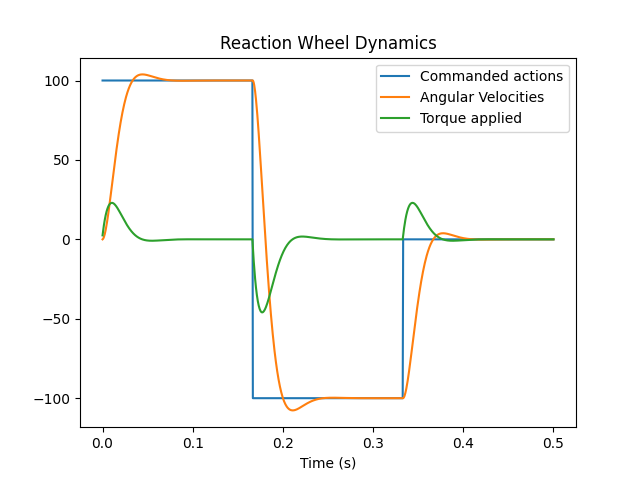 Reaction Wheel Dynamics
Commanded actions
Angular Velocities
Torque applied
100
50
0
−50
−100
0.0 0.1 0.2 0.3 0.4 0.5
Time (s)